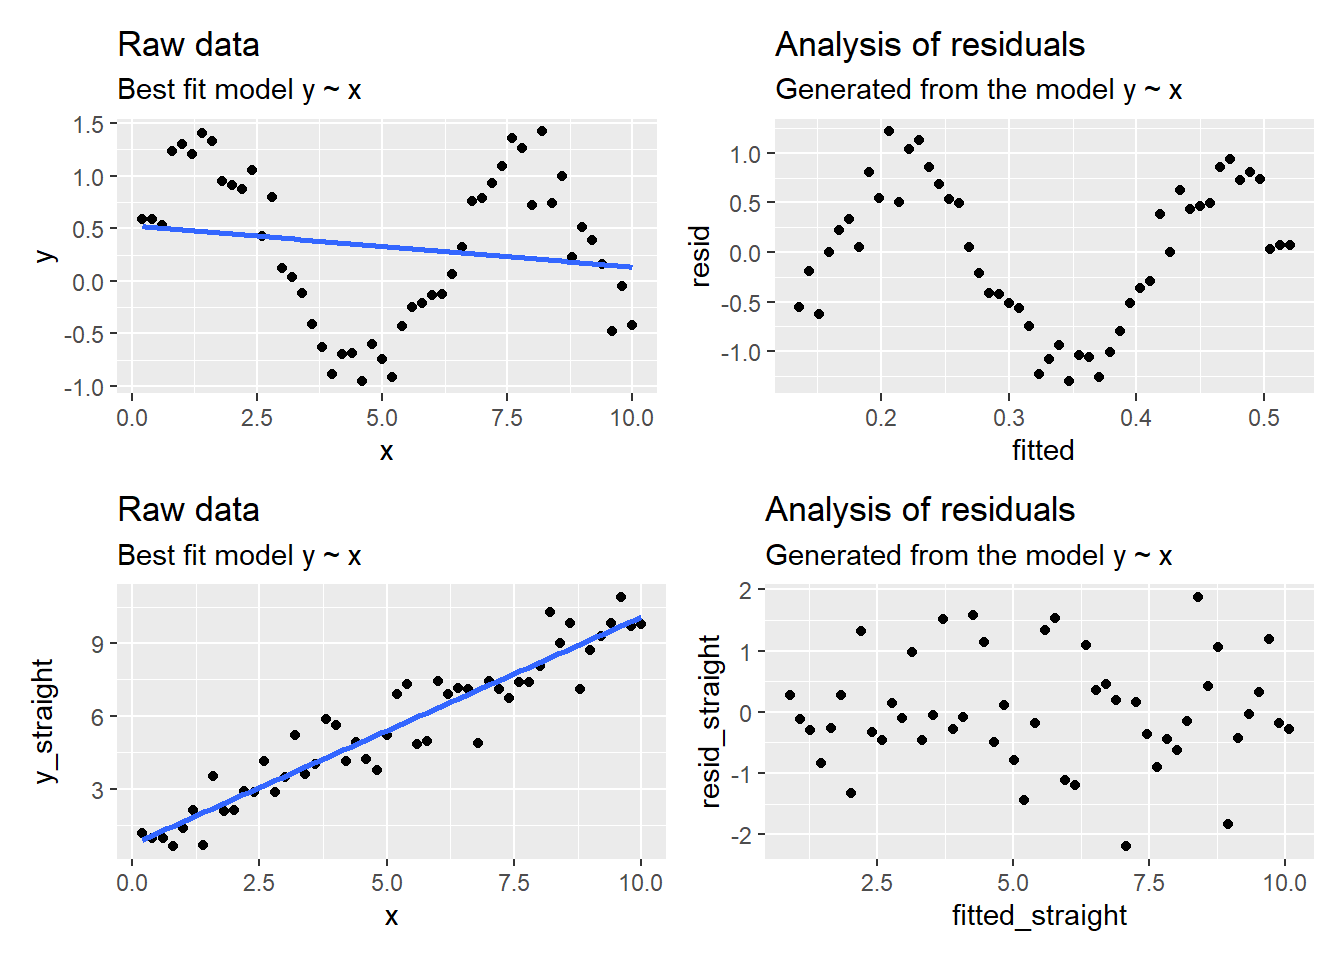 Raw data
Best fit model y ~ x
1.5
1.0
0.5
0.0
-0.5
-1.0
y
0.0 2.5 5.0 7.5 10.0
x
Analysis of residuals
Generated from the model y ~ x
1.0
0.5
0.0
-0.5
-1.0
resid
0.2 0.3 0.4 0.5
fitted
Raw data
Best fit model y ~ x
9
6
3
y_straight
0.0 2.5 5.0 7.5 10.0
x
Analysis of residuals
Generated from the model y ~ x
2
1
0
-1
-2
resid_straight
2.5 5.0 7.5 10.0
fitted_straight